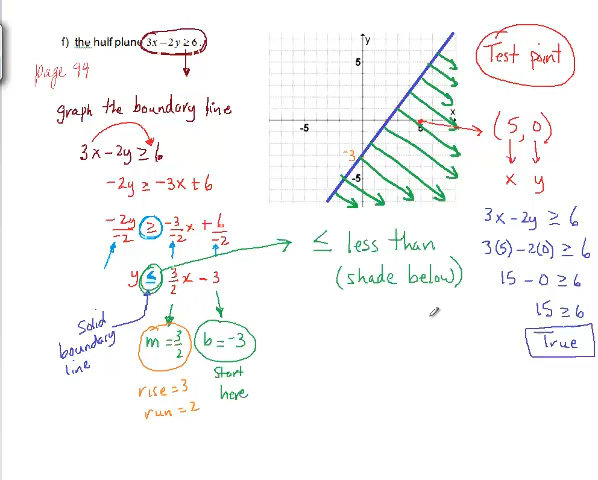 f) the half plane 3x − 2y ≥ 6.
page 94
graph the boundary line
3x − 2y ≥ 6
−2y ≥ −3x + 6
−2y/−2 ≥ −3/−2 x + 6/−2
y ≤ 3/2 x − 3
Solid
boundary
line
m = 3/2
b = −3
rise = 3
run = 2
Start
here
y
5
x
-5
5
-3
-5
≤ less than
(shade below)
Test point
(5, 0)
x y
3x − 2y ≥ 6
3(5) − 2(0) ≥ 6
15 − 0 ≥ 6
15 ≥ 6
True